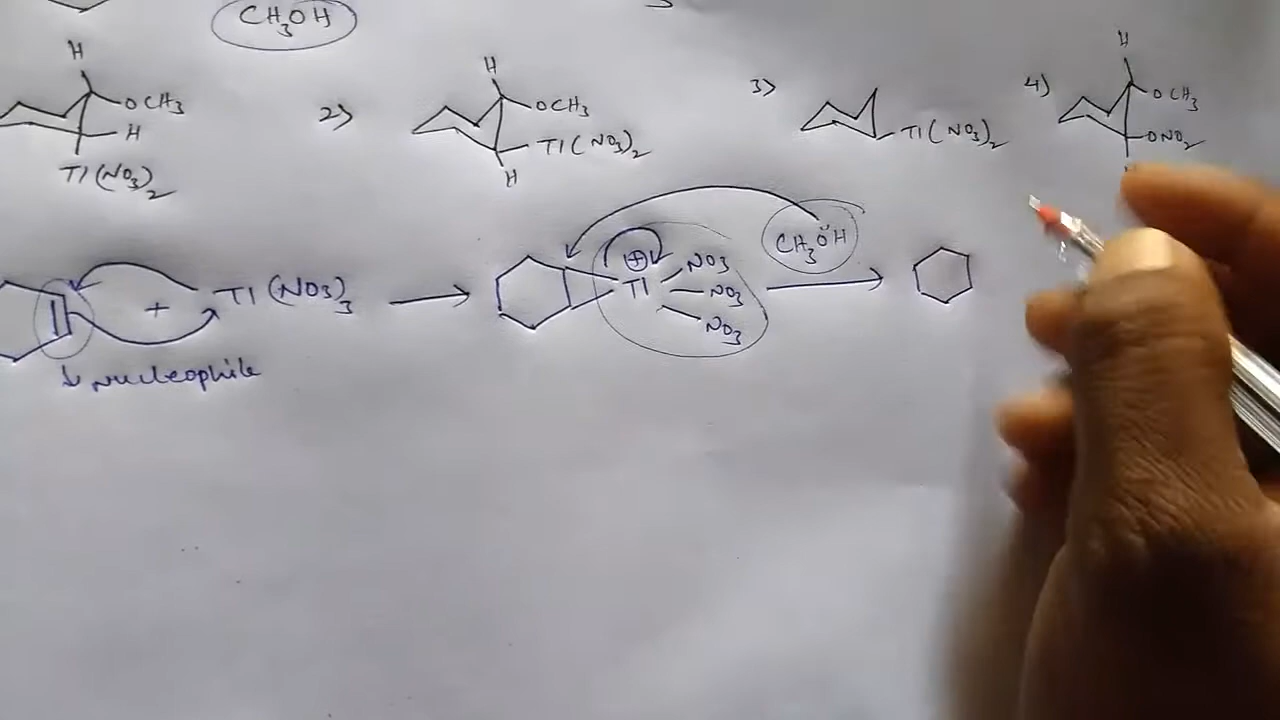 CH₃OH
H
OCH₃
H
Tl(NO₃)₂
2)
H
OCH₃
Tl(NO₃)₂
H
3)
Tl(NO₃)₂
4)
H
OCH₃
ONO₂
+ Tl(NO₃)₃
↓ Nucleophile
⊕
Tl
NO₃
NO₃
NO₃
CH₃ÖH